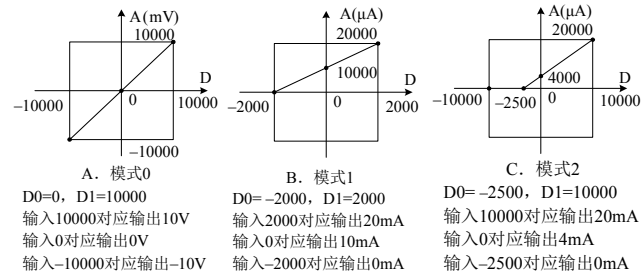 A(mV)
10000
D
-10000
0
10000
-10000
A．模式0
D0=0，D1=10000
输入10000对应输出10V
输入0对应输出0V
输入-10000对应输出-10V
A(μA)
20000
10000
D
-2000
0
2000
B．模式1
D0= -2000，D1=2000
输入2000对应输出20mA
输入0对应输出10mA
输入-2000对应输出0mA
A(μA)
20000
4000
D
-10000
-2500
0
10000
C．模式2
D0= -2500，D1=10000
输入10000对应输出20mA
输入0对应输出4mA
输入-2500对应输出0mA